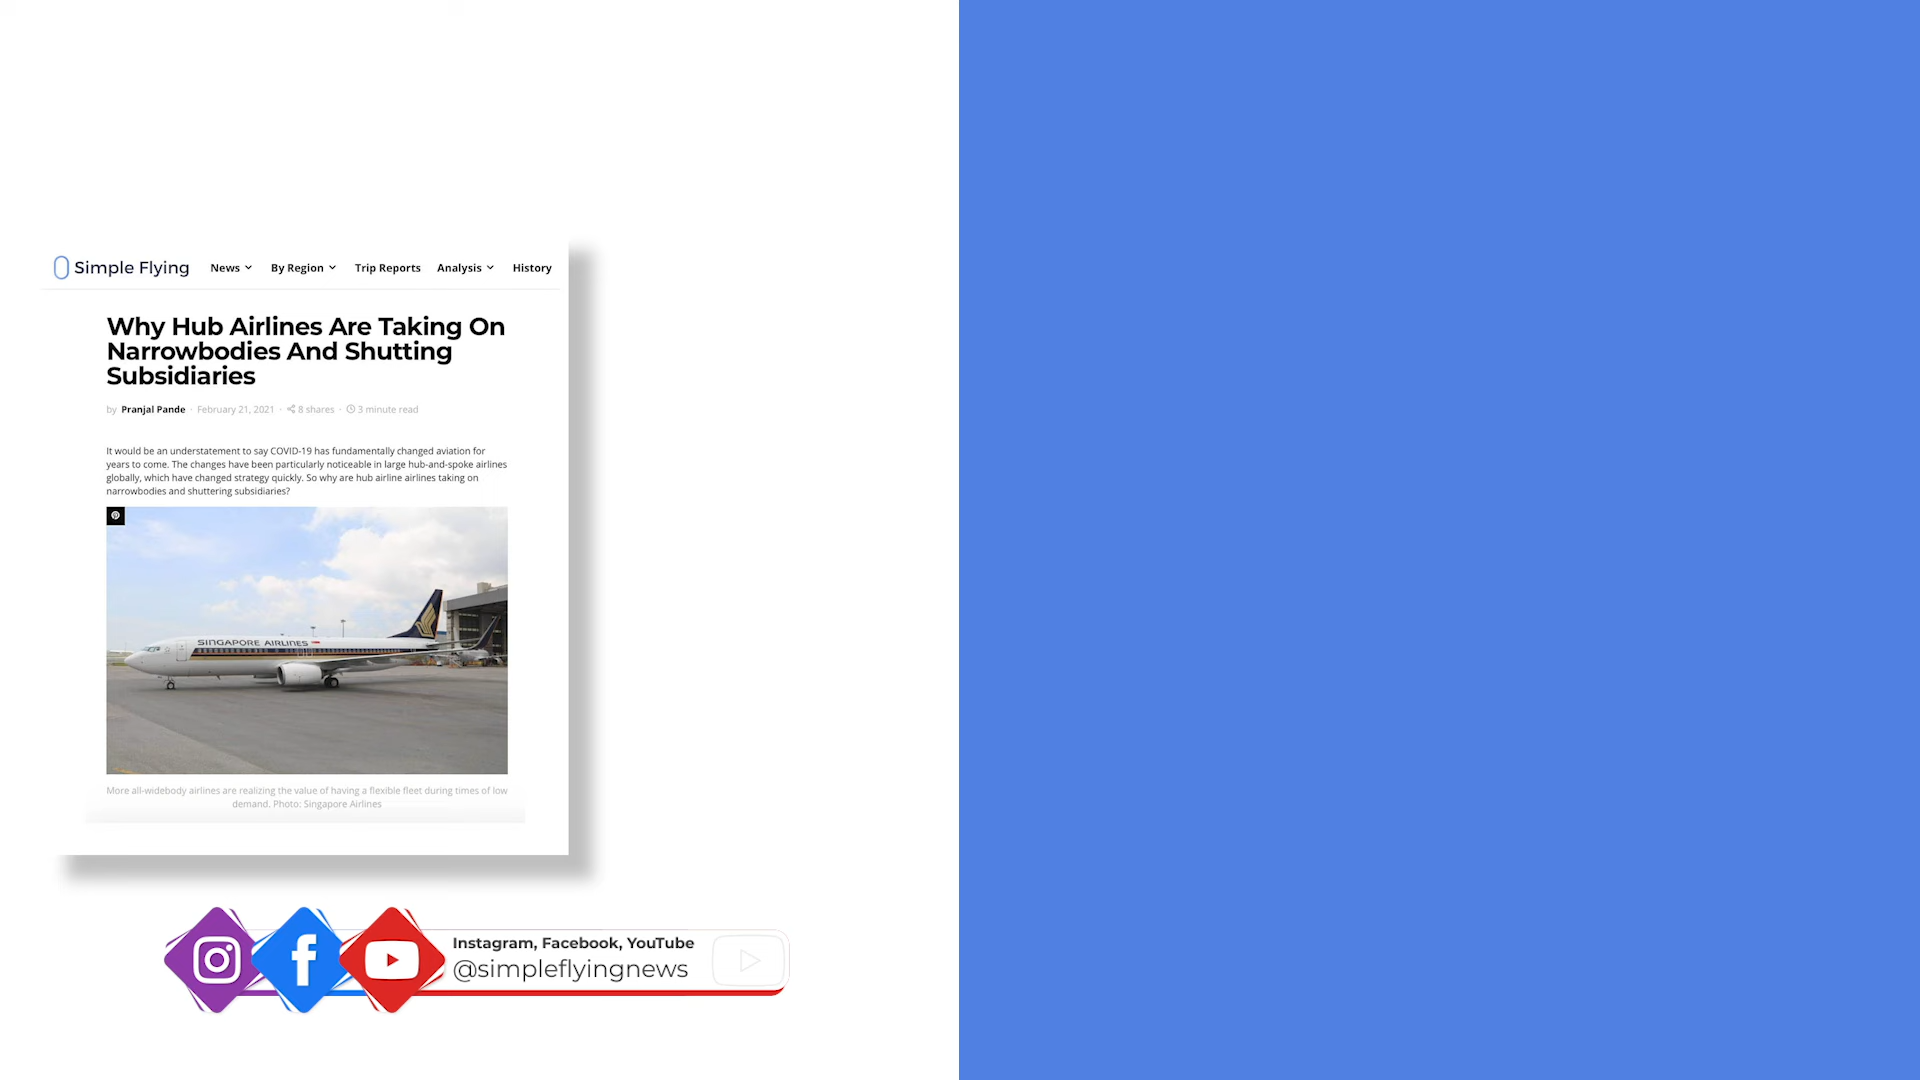 Simple Flying News By Region Trip Reports Analysis History
Why Hub Airlines Are Taking On
Narrowbodies And Shutting
Subsidiaries
by Pranjal Pande · February 21, 2021 · 8 shares · 3 minute read
It would be an understatement to say COVID-19 has fundamentally changed aviation for
years to come. The changes have been particularly noticeable in large hub-and-spoke airlines
globally, which have changed strategy quickly. So why are hub airline airlines taking on
narrowbodies and shuttering subsidiaries?
SINGAPORE AIRLINES
More all-widebody airlines are realizing the value of having a flexible fleet during times of low
demand. Photo: Singapore Airlines
Instagram, Facebook, YouTube
@simpleflyingnews